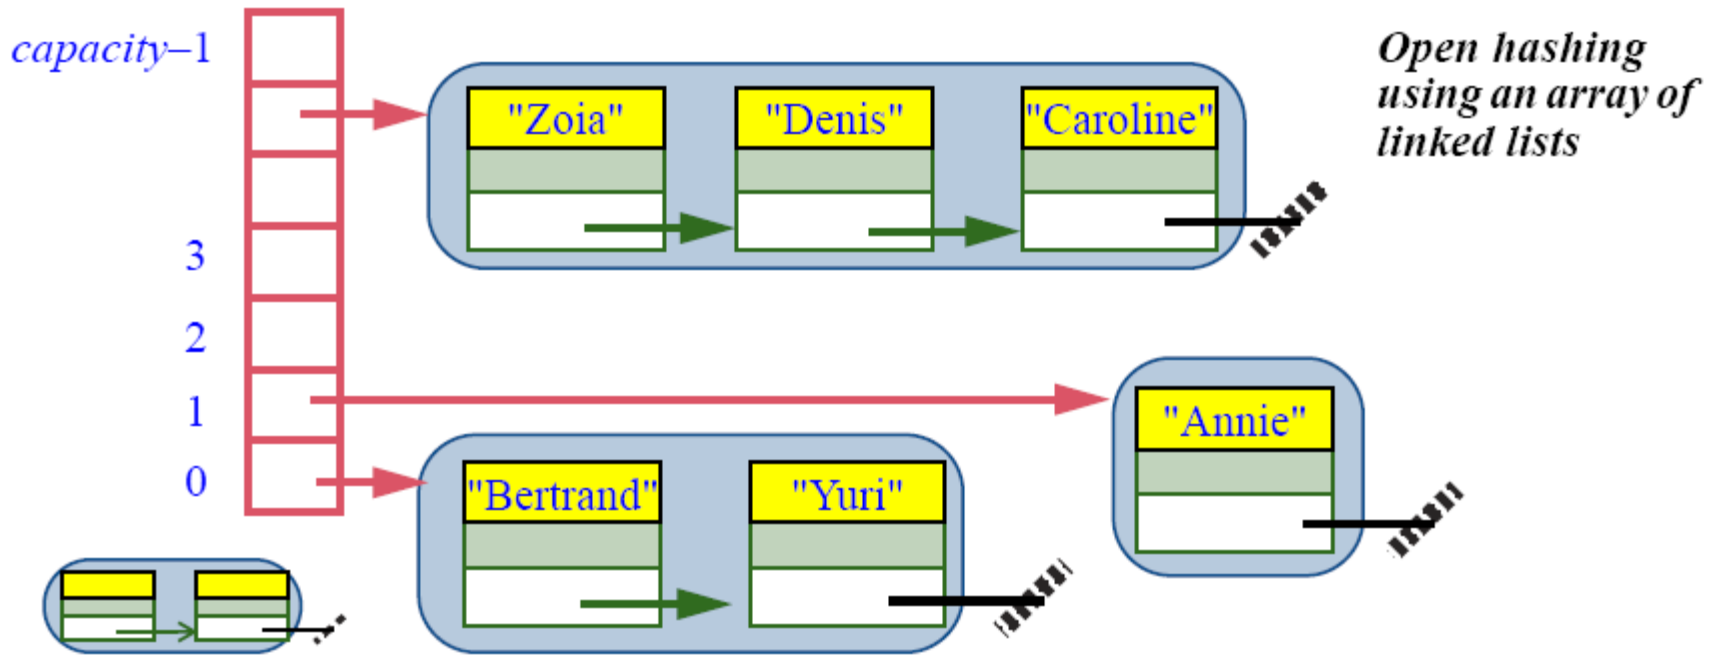 capacity–1
"Zoia" "Denis" "Caroline"
Open hashing
using an array of
linked lists
3
2
1
"Annie"
0
"Bertrand" "Yuri"